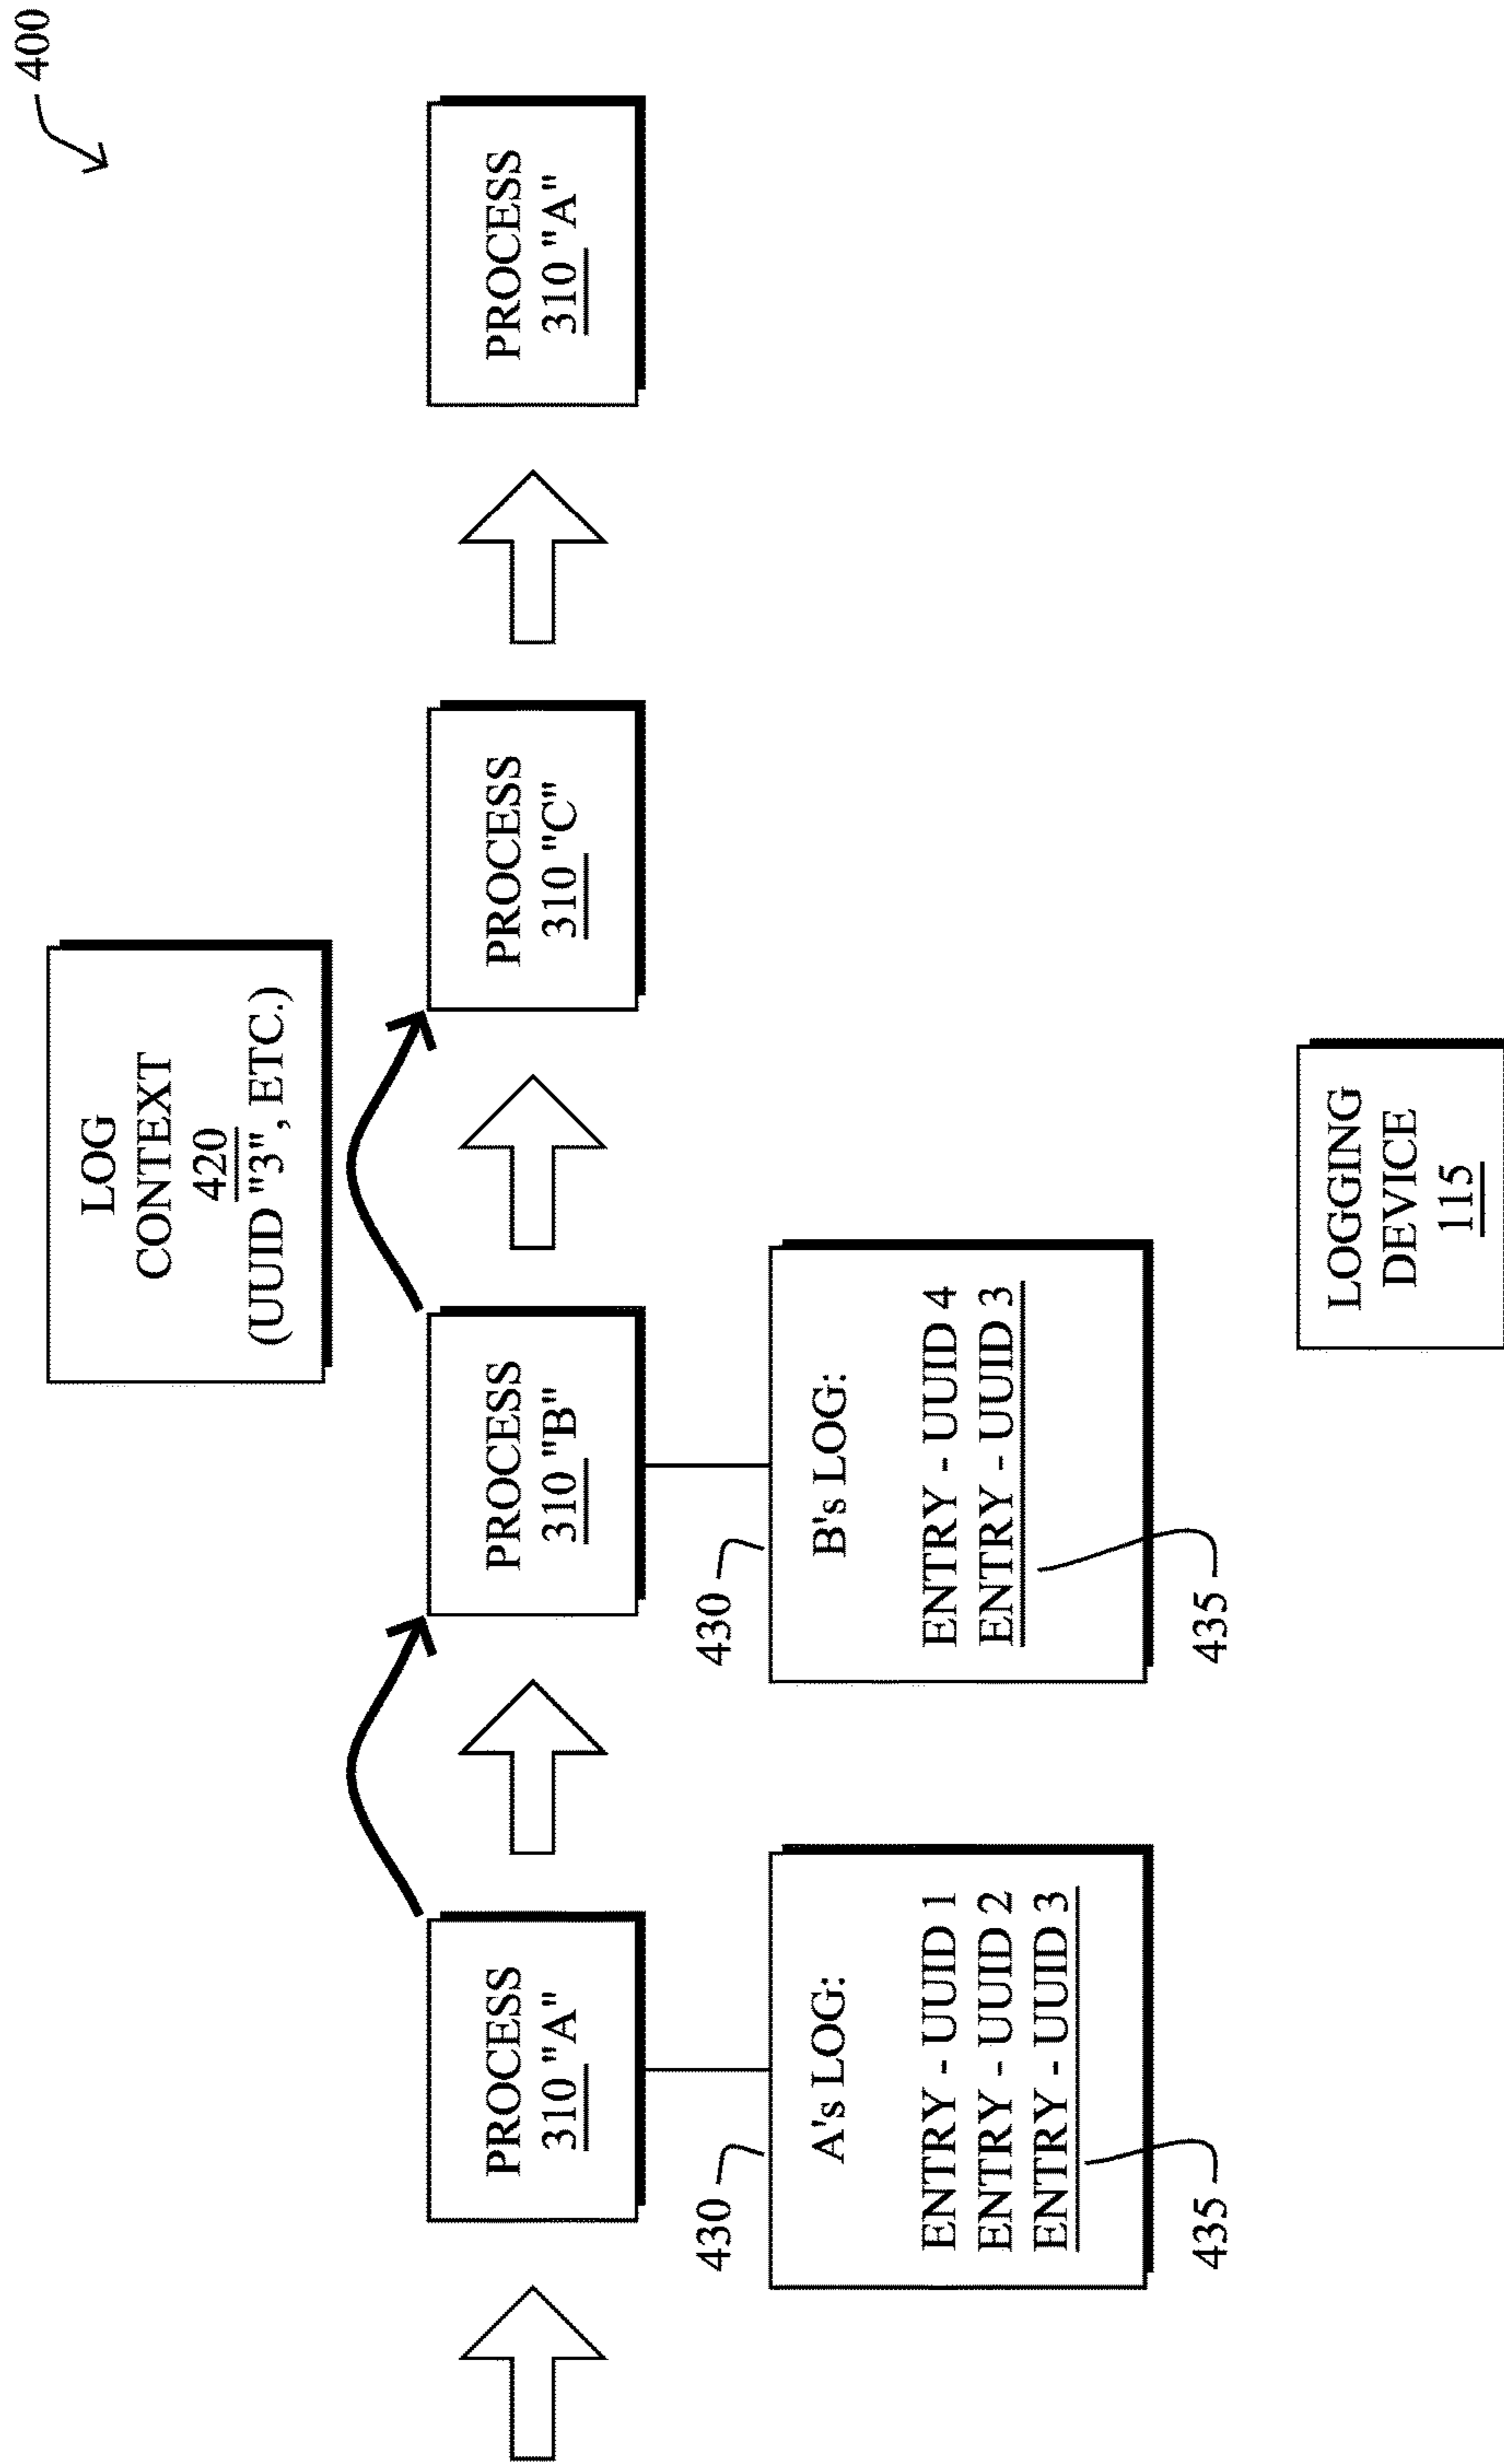 400
LOG
CONTEXT
420
(UUID "3", ETC.)
PROCESS
310 "A"
PROCESS
310 "B"
PROCESS
310 "C"
PROCESS
310 "A"
430
A's LOG:
ENTRY - UUID 1
ENTRY - UUID 2
ENTRY - UUID 3
435
430
B's LOG:
ENTRY - UUID 4
ENTRY - UUID 3
435
LOGGING
DEVICE
115